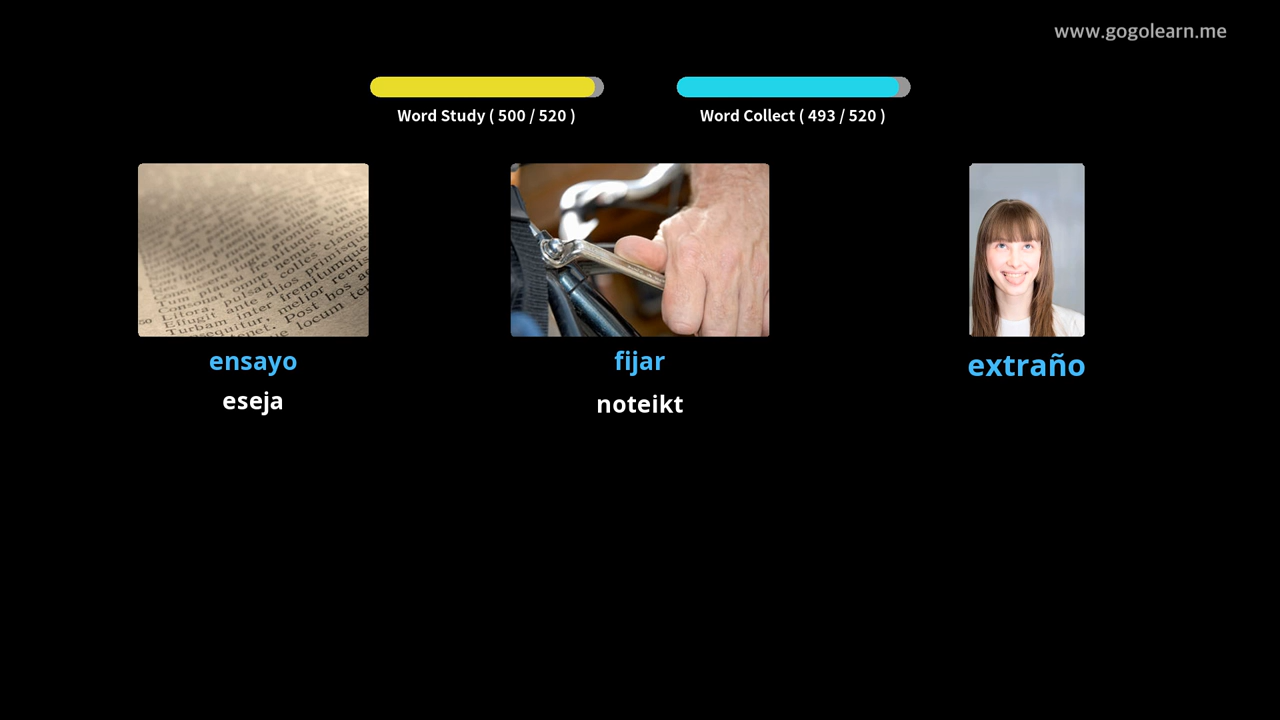 www.gogolearn.me
Word Study ( 500 / 520 )
Word Collect ( 493 / 520 )
ensayo
eseja
fijar
noteikt
extraño